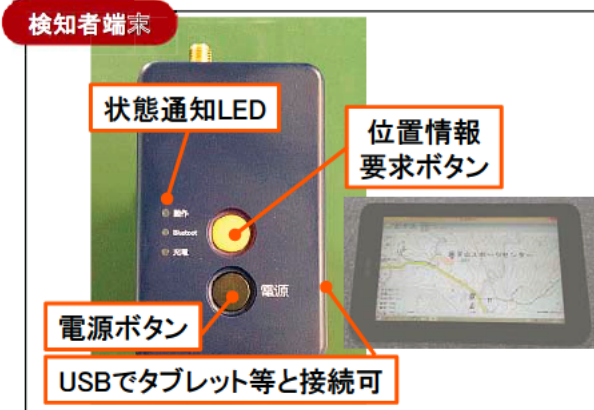 検知者端末
状態通知LED
位置情報
要求ボタン
動作
Bluetoot
充電
電源
電源ボタン
USBでタブレット等と接続可